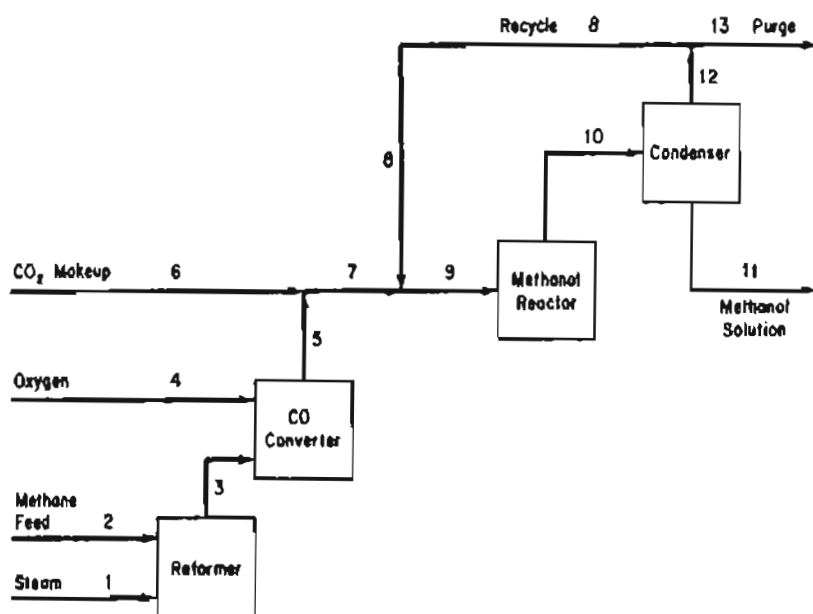 Recycle 8 13 Purge
12
10
Condenser
8
CO₂ Makeup 6 7 9
Methanol
Reactor
11
Methanol
Solution
5
Oxygen 4
CO
Converter
3
Methane
Feed 2
Reformer
Steam 1